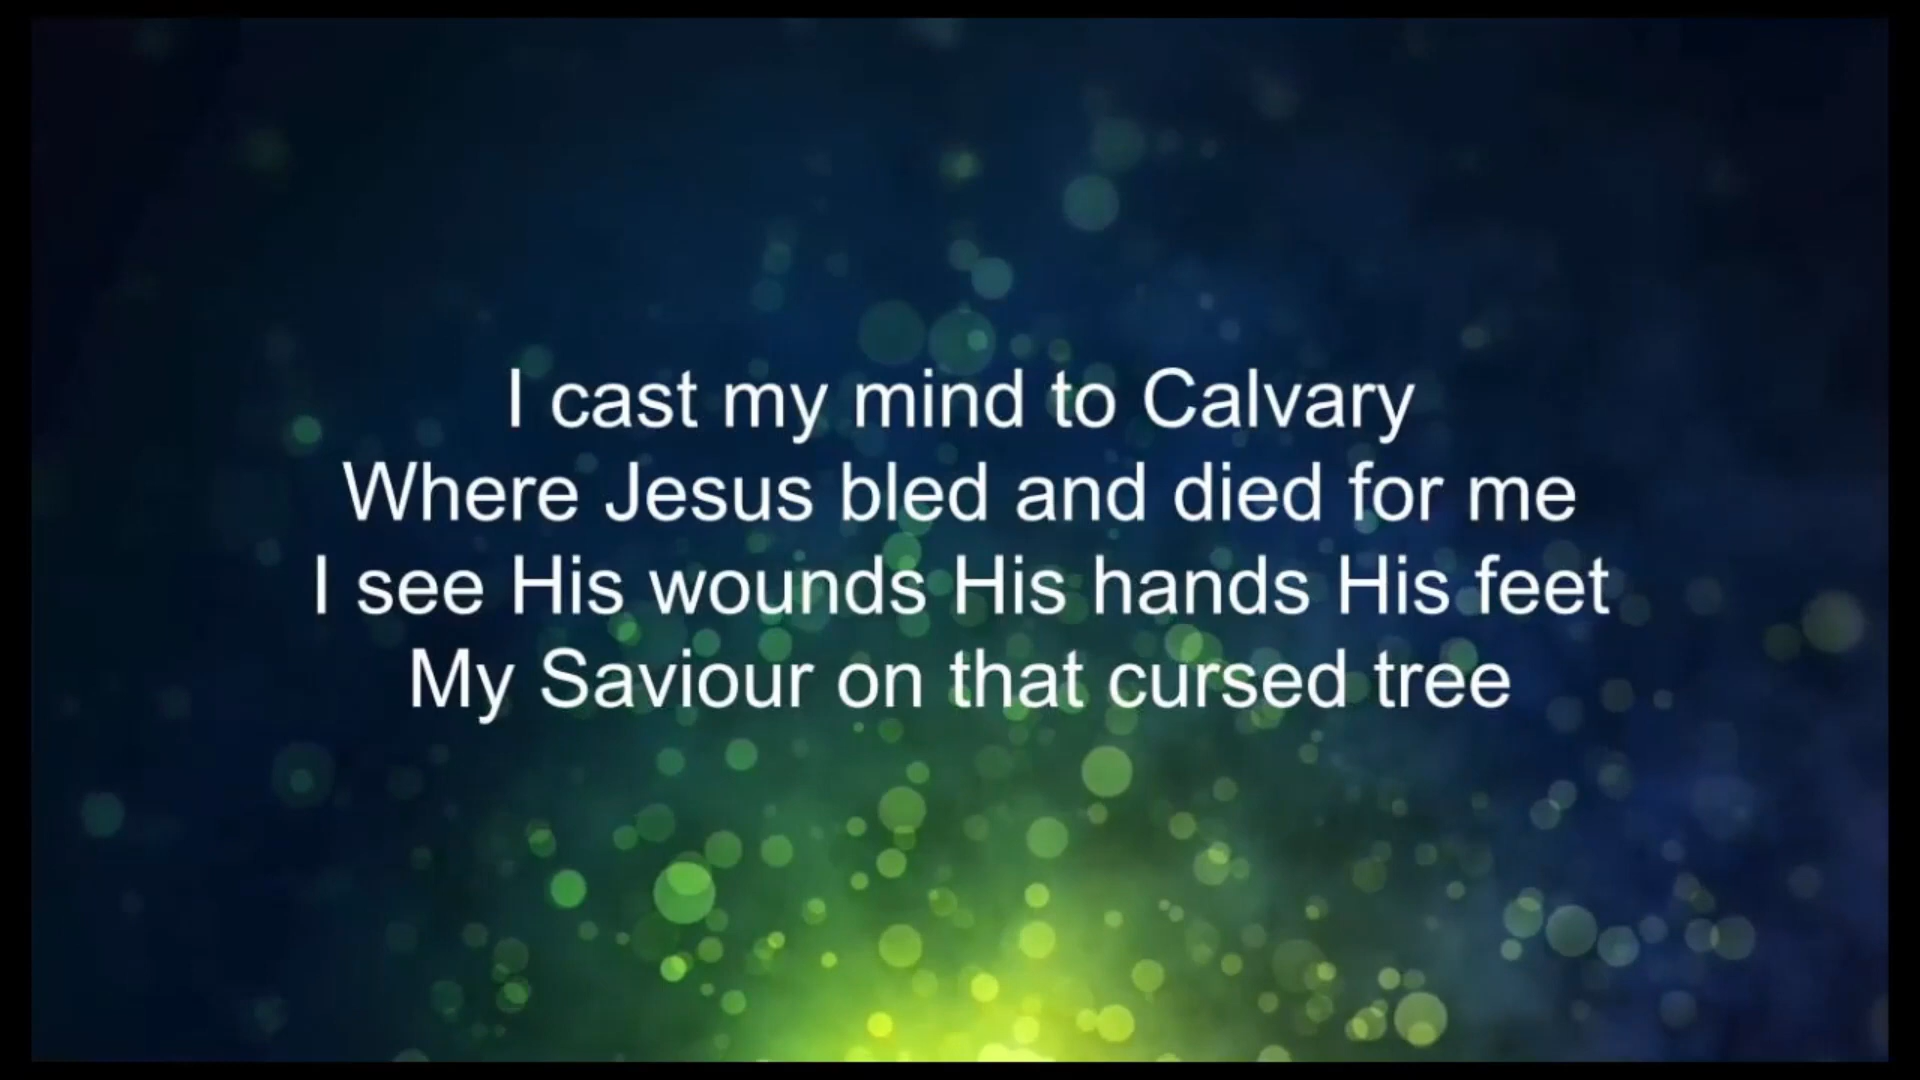 I cast my mind to Calvary
Where Jesus bled and died for me
I see His wounds His hands His feet
My Saviour on that cursed tree